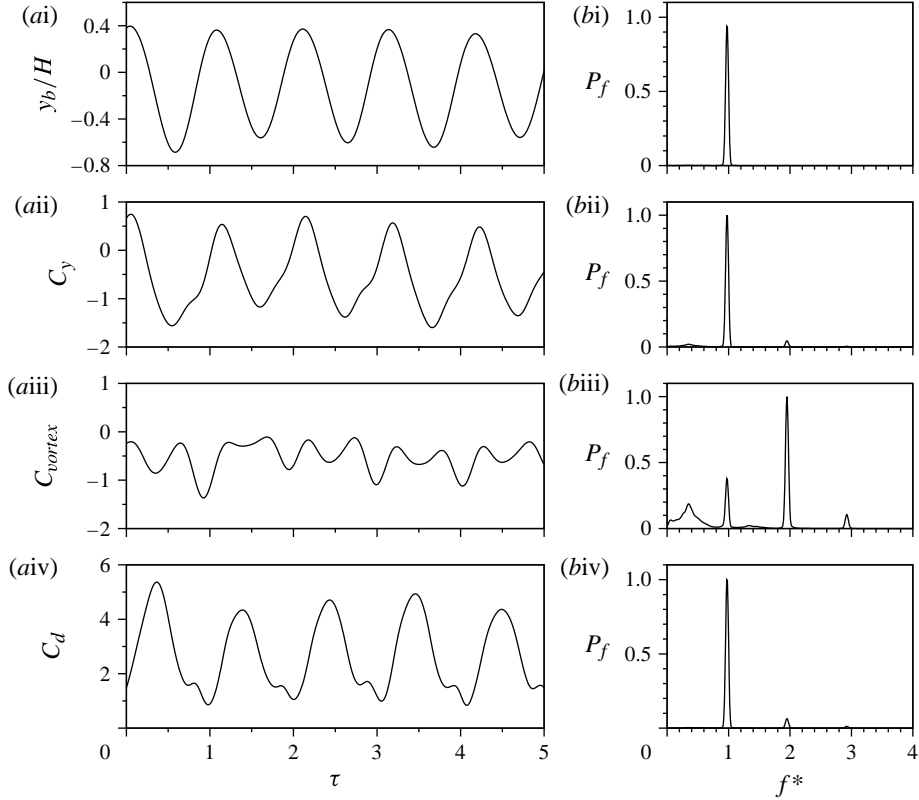 (ai)
0.4
0
–0.4
–0.8
y_b/H
(bi)
1.0
0.5
0
P_f
(aii)
1
0
–1
–2
C_y
(bii)
1.0
0.5
0
P_f
(aiii)
1
0
–1
–2
C_vortex
(biii)
1.0
0.5
0
P_f
(aiv)
6
4
2
C_d
0 1 2 3 4 5
τ
(biv)
1.0
0.5
P_f
0 1 2 3 4
f*